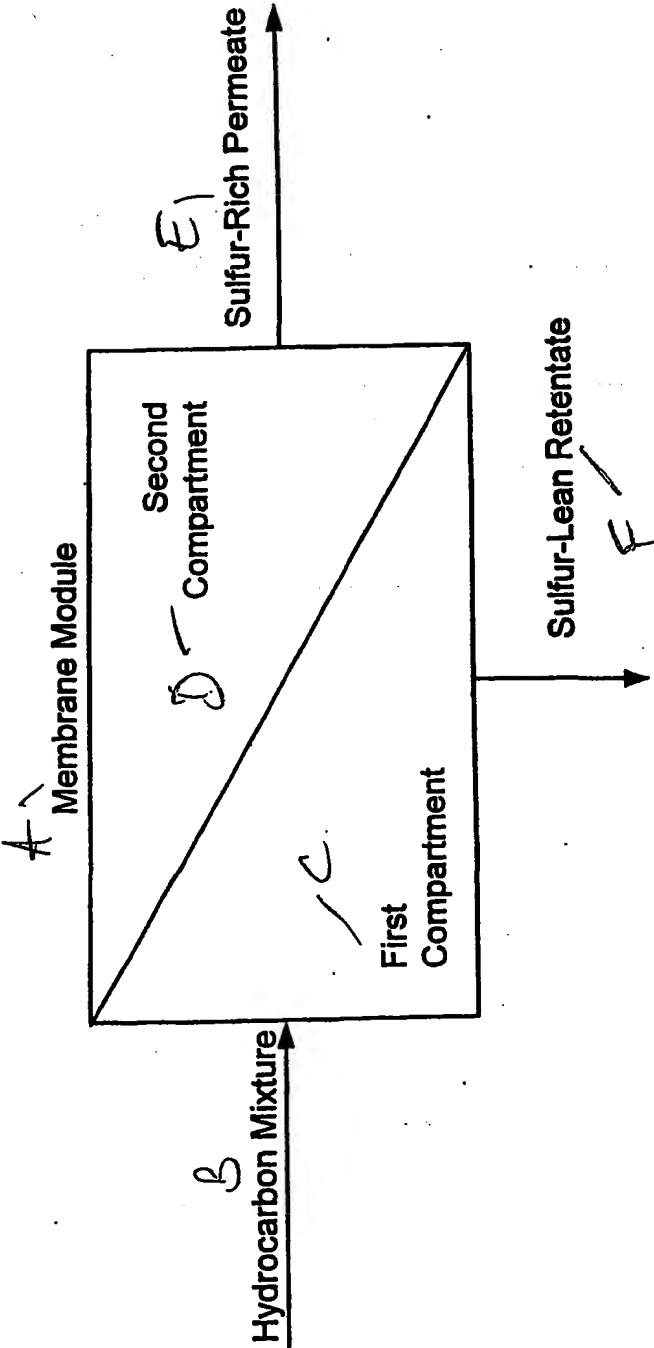 A
Membrane Module
B
Hydrocarbon Mixture
C
First
Compartment
D
Second
Compartment
E
Sulfur-Rich Permeate
Sulfur-Lean Retentate
F